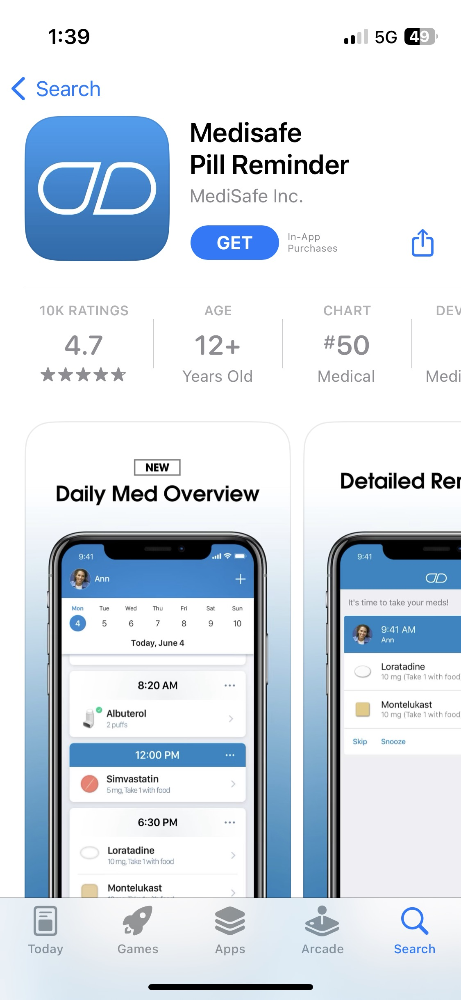 1:39
5G 49
Search
Medisafe
Pill Reminder
MediSafe Inc.
GET
In-App
Purchases
10K RATINGS
4.7
AGE
12+
Years Old
CHART
#50
Medical
DEV
Medi
NEW
Daily Med Overview
9:41
Ann
Mon Tue Wed Thu Fri Sat Sun
4 5 6 7 8 9 10
Today, June 4
8:20 AM
Albuterol
2 puffs
12:00 PM
Simvastatin
5 mg, Take 1 with food
6:30 PM
Loratadine
10 mg, Take 1 with food
Montelukast
Detailed Rer
9:41
It's time to take your meds!
9:41 AM
Ann
Loratadine
10 mg (Take 1 with food
Montelukast
10 mg (Take 1 with food
Skip Snooze
Today Games Apps Arcade Search